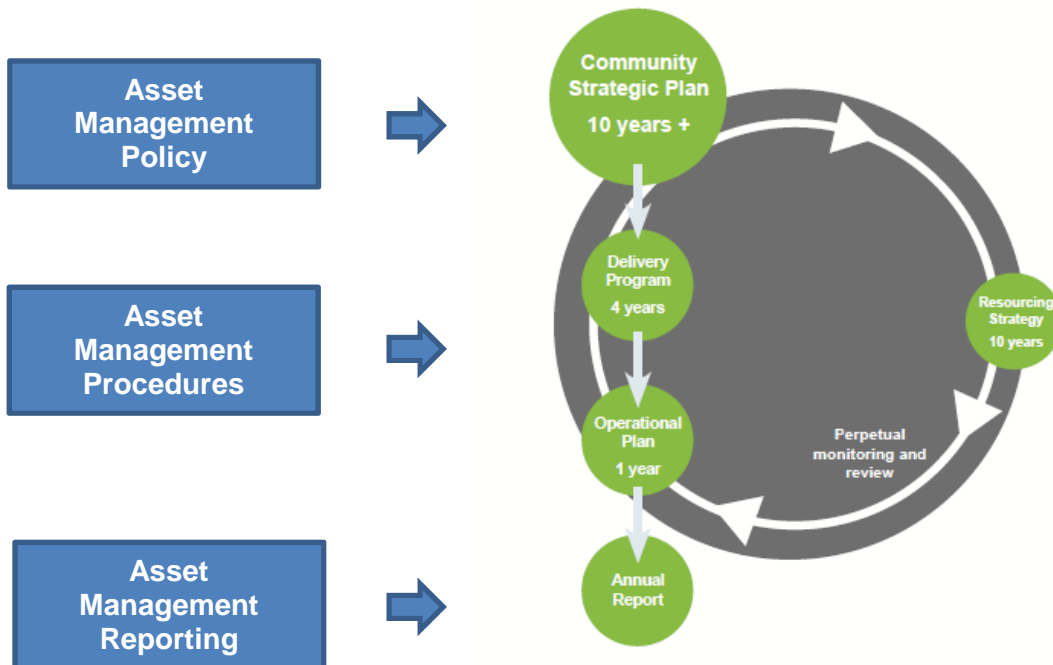 Asset
Management
Policy
Community
Strategic Plan
10 years +
Asset
Management
Procedures
Delivery
Program
4 years
Resourcing
Strategy
10 years
Operational
Plan
1 year
Perpetual
monitoring and
review
Asset
Management
Reporting
Annual
Report